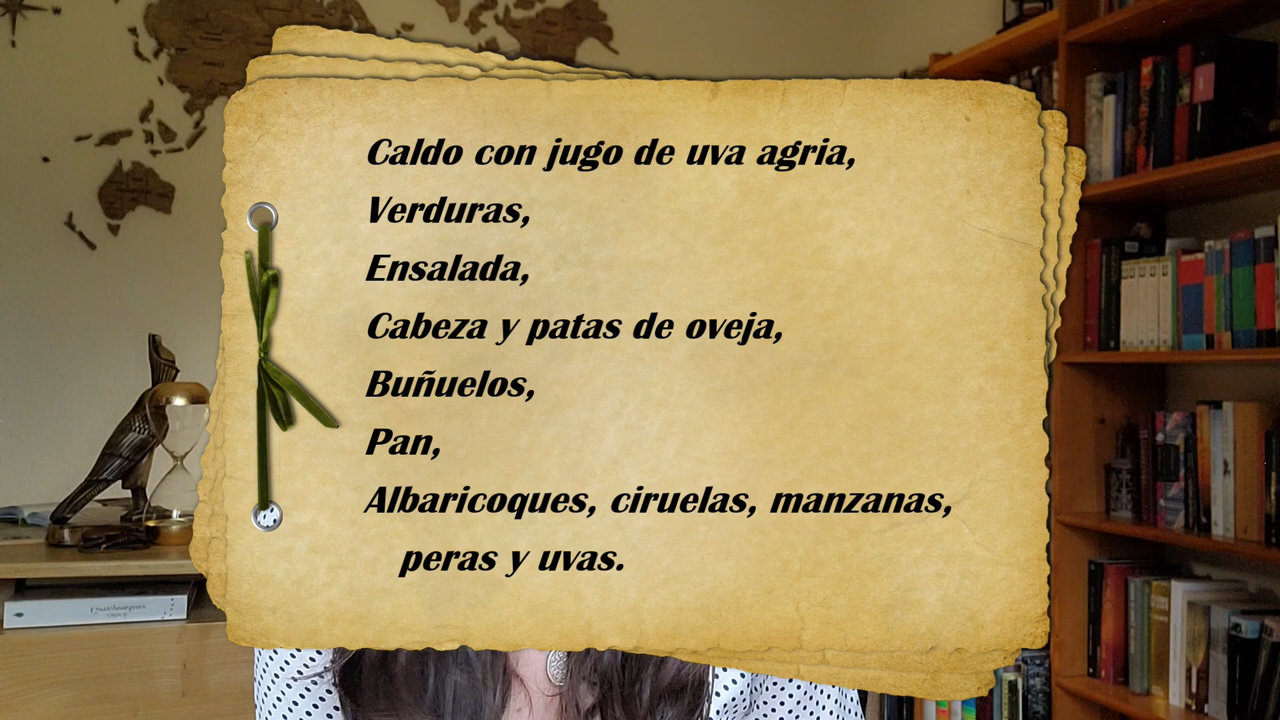 Caldo con jugo de uva agria,
Verduras,
Ensalada,
Cabeza y patas de oveja,
Buñuelos,
Pan,
Albaricoques, ciruelas, manzanas,
peras y uvas.